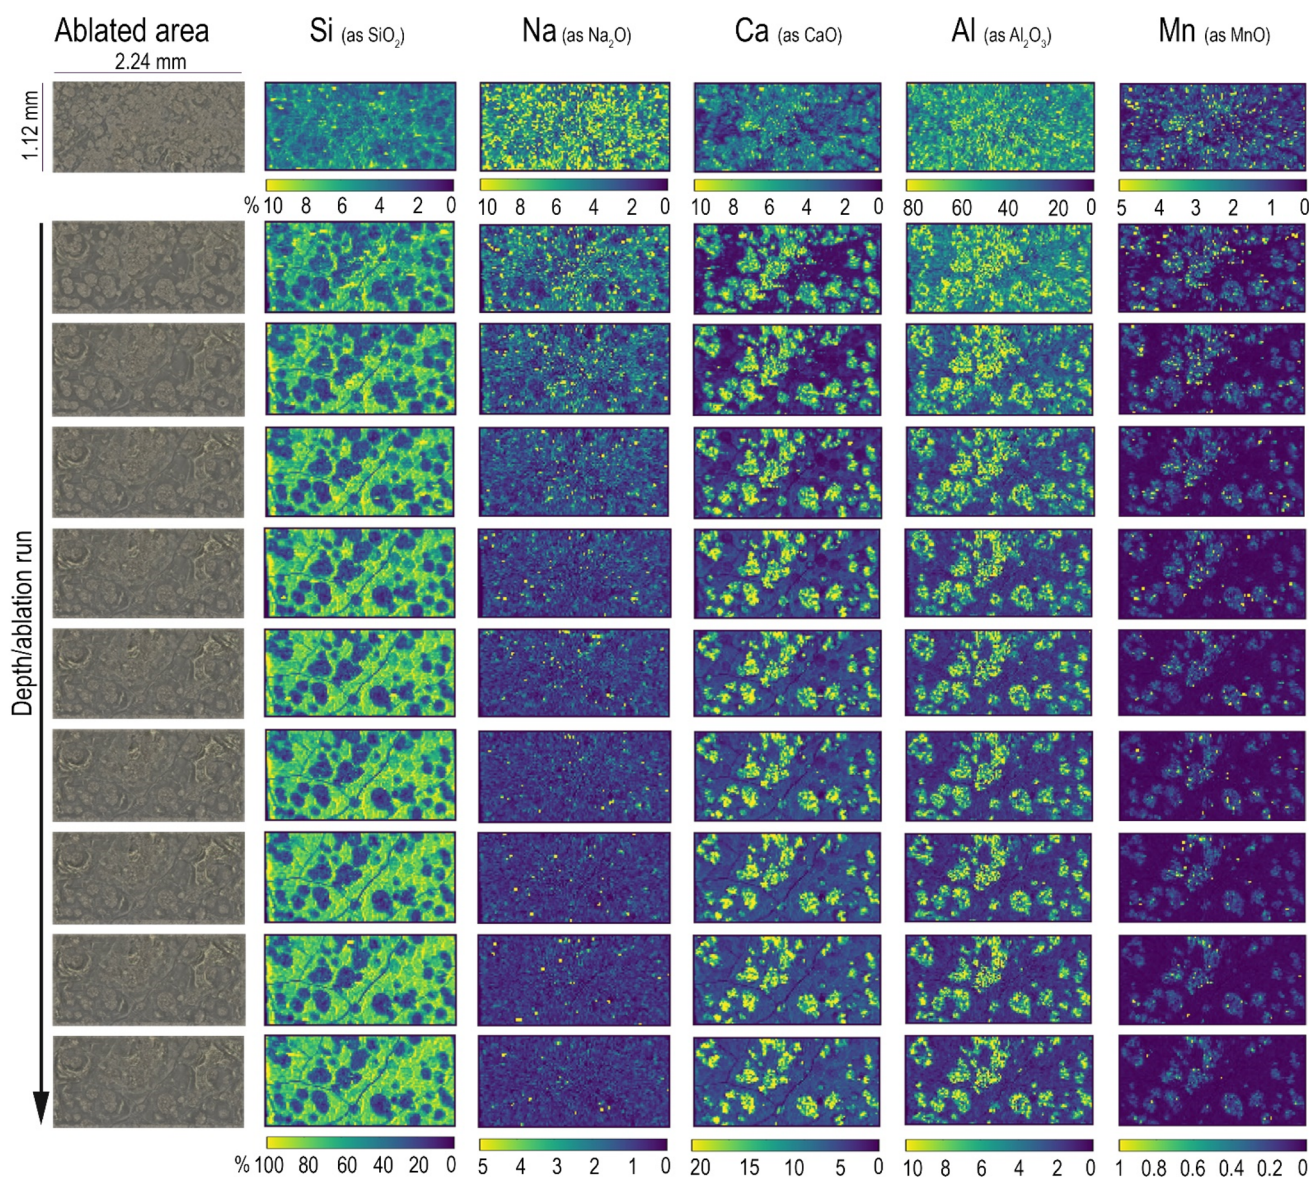 Ablated area
Si (as SiO₂)
Na (as Na₂O)
Ca (as CaO)
Al (as Al₂O₃)
Mn (as MnO)
2.24 mm
1.12 mm
% 10 8 6 4 2 0
10 8 6 4 2 0
10 8 6 4 2 0
80 60 40 20 0
5 4 3 2 1 0
Depth/ablation run
% 100 80 60 40 20 0
5 4 3 2 1 0
20 15 10 5 0
10 8 6 4 2 0
1 0.8 0.6 0.4 0.2 0